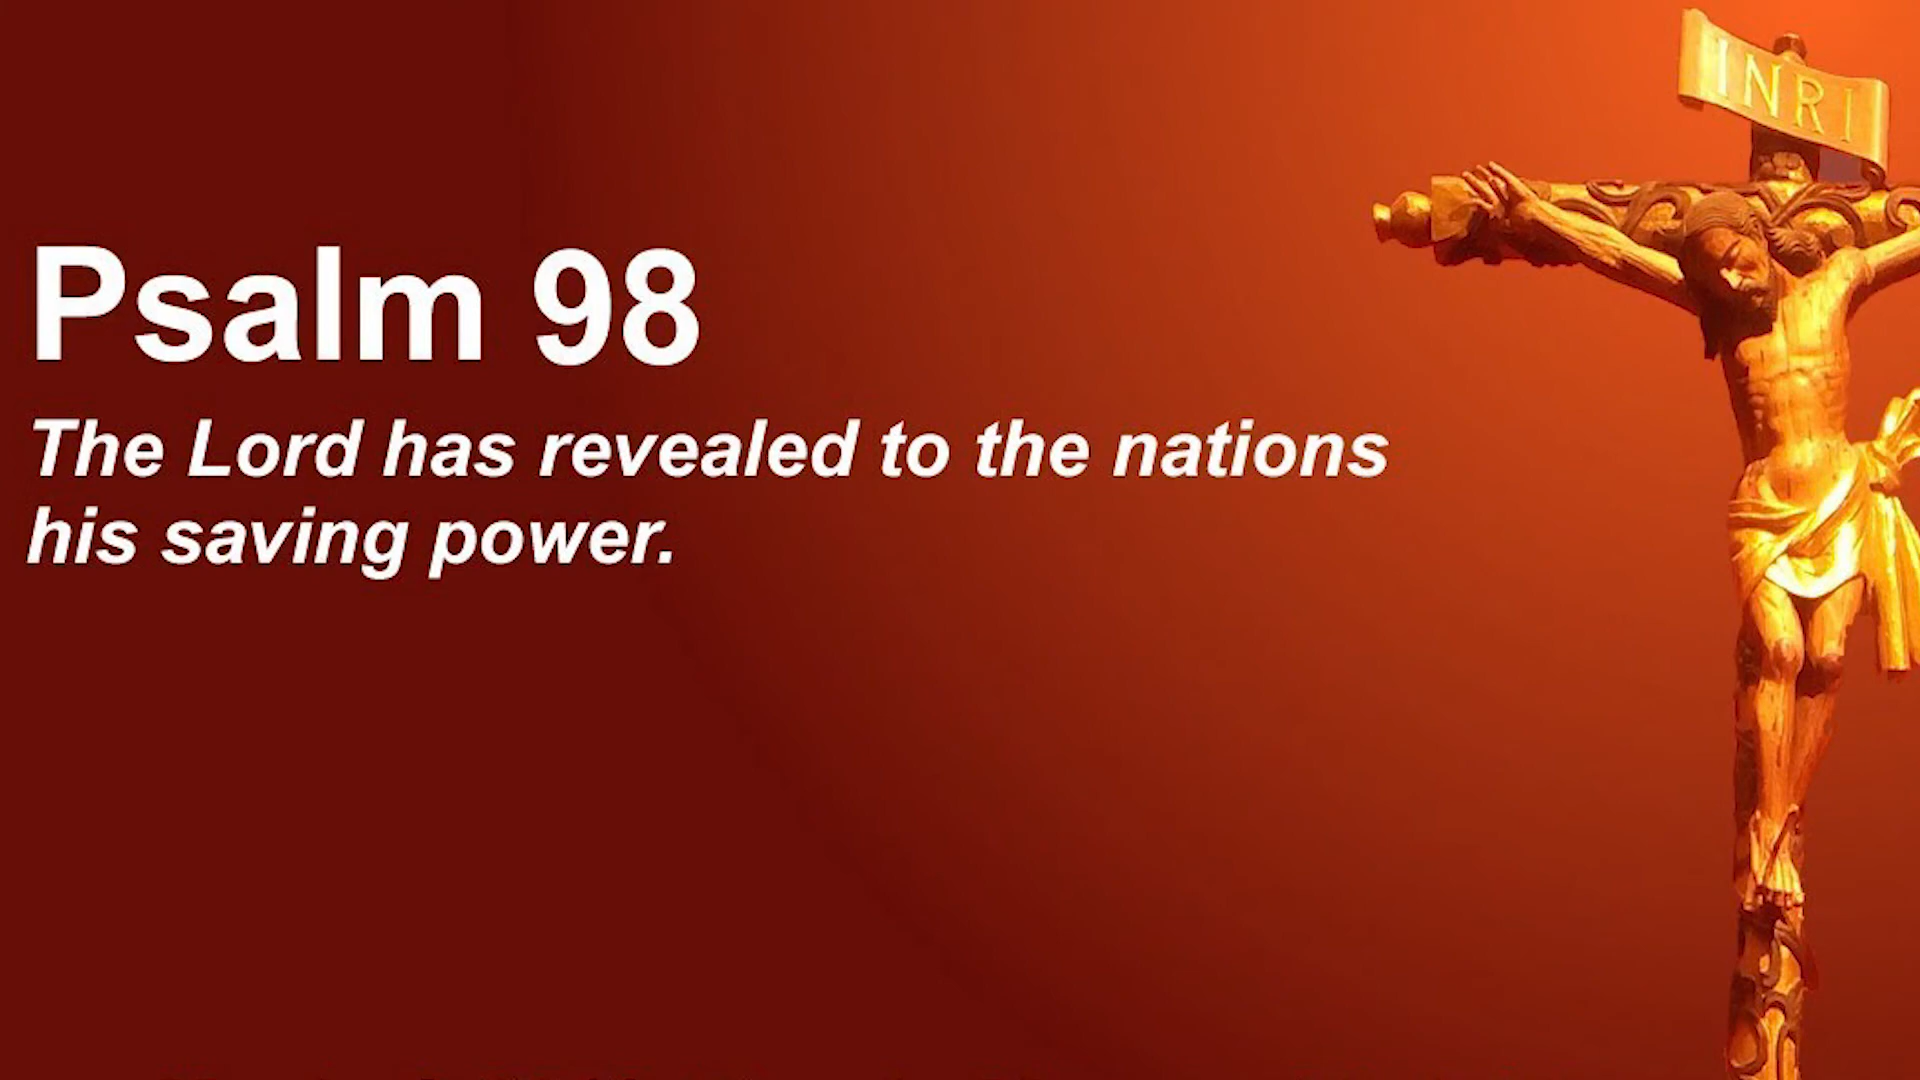 INRI
Psalm 98
The Lord has revealed to the nations
his saving power.